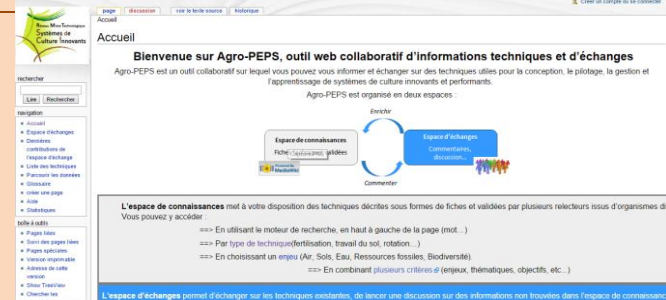 Créer un compte ou se connecter
page discussion voir le texte source historique
Accueil
Réseau Mixte Technologique
Systèmes de
Culture Innovants
Accueil
Bienvenue sur Agro-PEPS, outil web collaboratif d'informations techniques et d'échanges
Agro-PEPS est un outil collaboratif sur lequel vous pouvez vous informer et échanger sur des techniques utiles pour la conception, le pilotage, la gestion et
l'apprentissage de systèmes de culture innovants et performants.
Agro-PEPS est organisé en deux espaces :
rechercher
Lire Rechercher
navigation
Accueil
Espace d'échanges
Dernières
contributions de
l'espace d'échange
Liste des techniques
Parcourir les données
Glossaire
créer une page
Aide
Statistiques
Enrichir
Espace de connaissances
Fiche validées
MediaWiki
Espace d'échanges
Commentaires,
discussion...
Commenter
boîte à outils
Pages liées
Suivi des pages liées
Pages spéciales
Version imprimable
Adresse de cette
version
Show TreeView
Chercher les
L'espace de connaissances met à votre disposition des techniques décrites sous formes de fiches et validées par plusieurs relecteurs issus d'organismes di
Vous pouvez y accéder :
==> En utilisant le moteur de recherche, en haut à gauche de la page (mot...)
==> Par type de technique(fertilisation, travail du sol, rotation...)
==> En choisissant un enjeu (Air, Sols, Eau, Ressources fossiles, Biodiversité).
==> En combinant plusieurs critères (enjeux, thématiques, objectifs, etc...)
L'espace d'échanges permet d'échanger sur les techniques existantes, de lancer une discussion sur des informations non trouvées dans l'espace de connaissanc